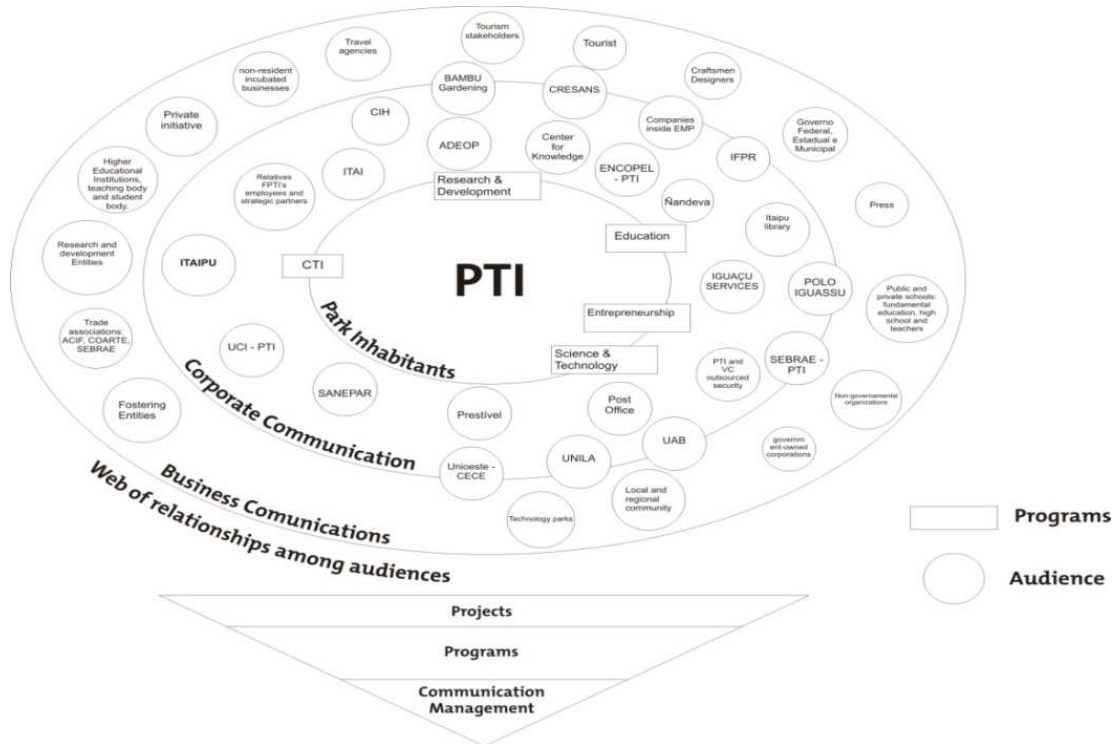 Tourism
stakeholders
Tourist
Travel
agencies
Craftsmen
Designers
non-resident
incubated
businesses
Private
initiative
Higher
Educational
Institutions,
teaching body
and student
body.
Research and
development
Entities
Trade
associations:
ACIF, COARTE,
SEBRAE
Fostering
Entities
Governo
Federal,
Estadual e
Municipal
Press
Public and
private schools:
fundamental
education, high
school and
teachers
Non-governamental
organizations
governm
ent-owned
corporations
Local and
regional
community
Technology parks
BAMBU
Gardening
CRESANS
Companies
inside EMP
IFPR
CIH
ADEOP
Center
for
Knowledge
ENCOPEL
- PTI
Ñandeva
ITAI
Relatives
FPTI's
employees and
strategic partners
Itaipu
library
ITAIPU
IGUAÇU
SERVICES
POLO
IGUASSU
UCI - PTI
SANEPAR
PTI and
VC
outsourced
security
SEBRAE -
PTI
Prestível
Post
Office
UAB
UNILA
Unioeste -
CECE
Research &
Development
Education
CTI
PTI
Entrepreneurship
Science &
Technology
Park Inhabitants
Corporate Communication
Business Comunications
Web of relationships among audiences
Programs
Audience
Projects
Programs
Communication
Management